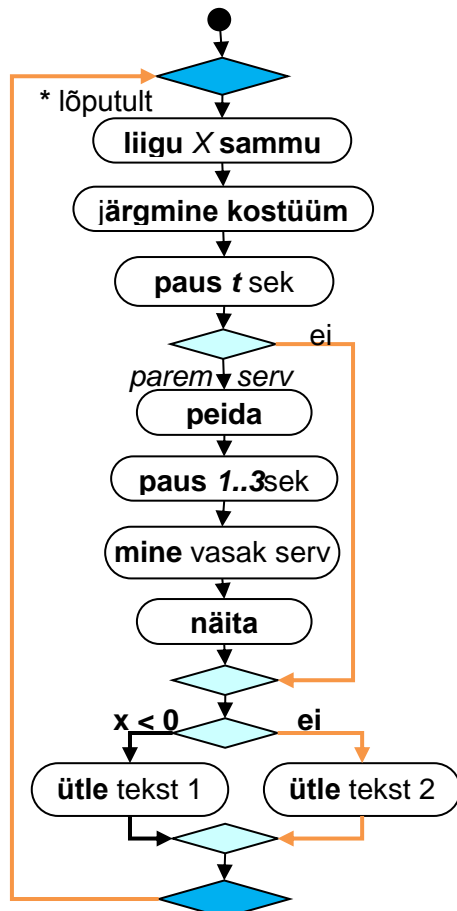 * lõputult
liigu X sammu
järgmine kostüüm
paus t sek
ei
parem serv
peida
paus 1..3sek
mine vasak serv
näita
x < 0 ei
ütle tekst 1 ütle tekst 2